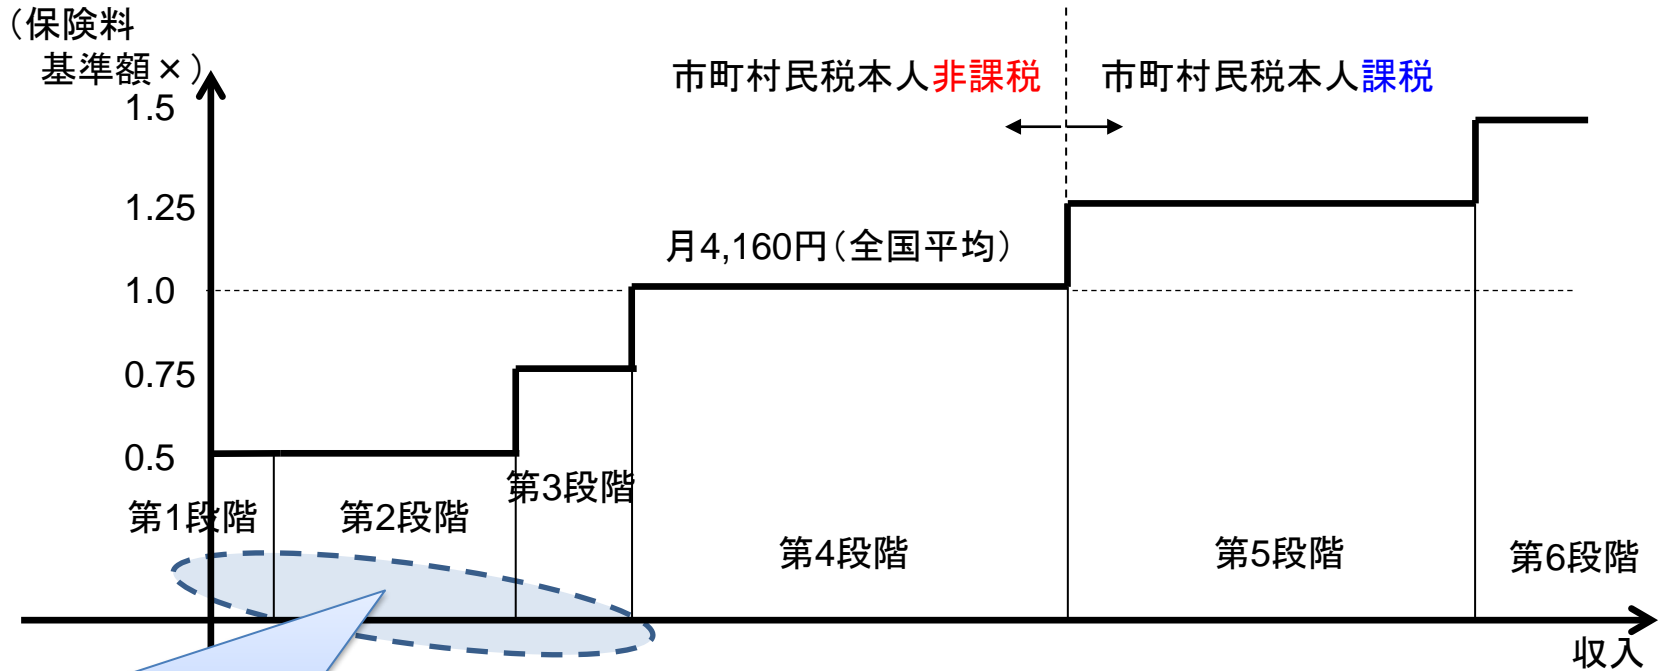 （保険料
基準額×）
市町村民税本人非課税
市町村民税本人課税
1.5
1.25
月4,160円（全国平均）
1.0
0.75
0.5
第1段階
第2段階
第3段階
第4段階
第5段階
第6段階
収入